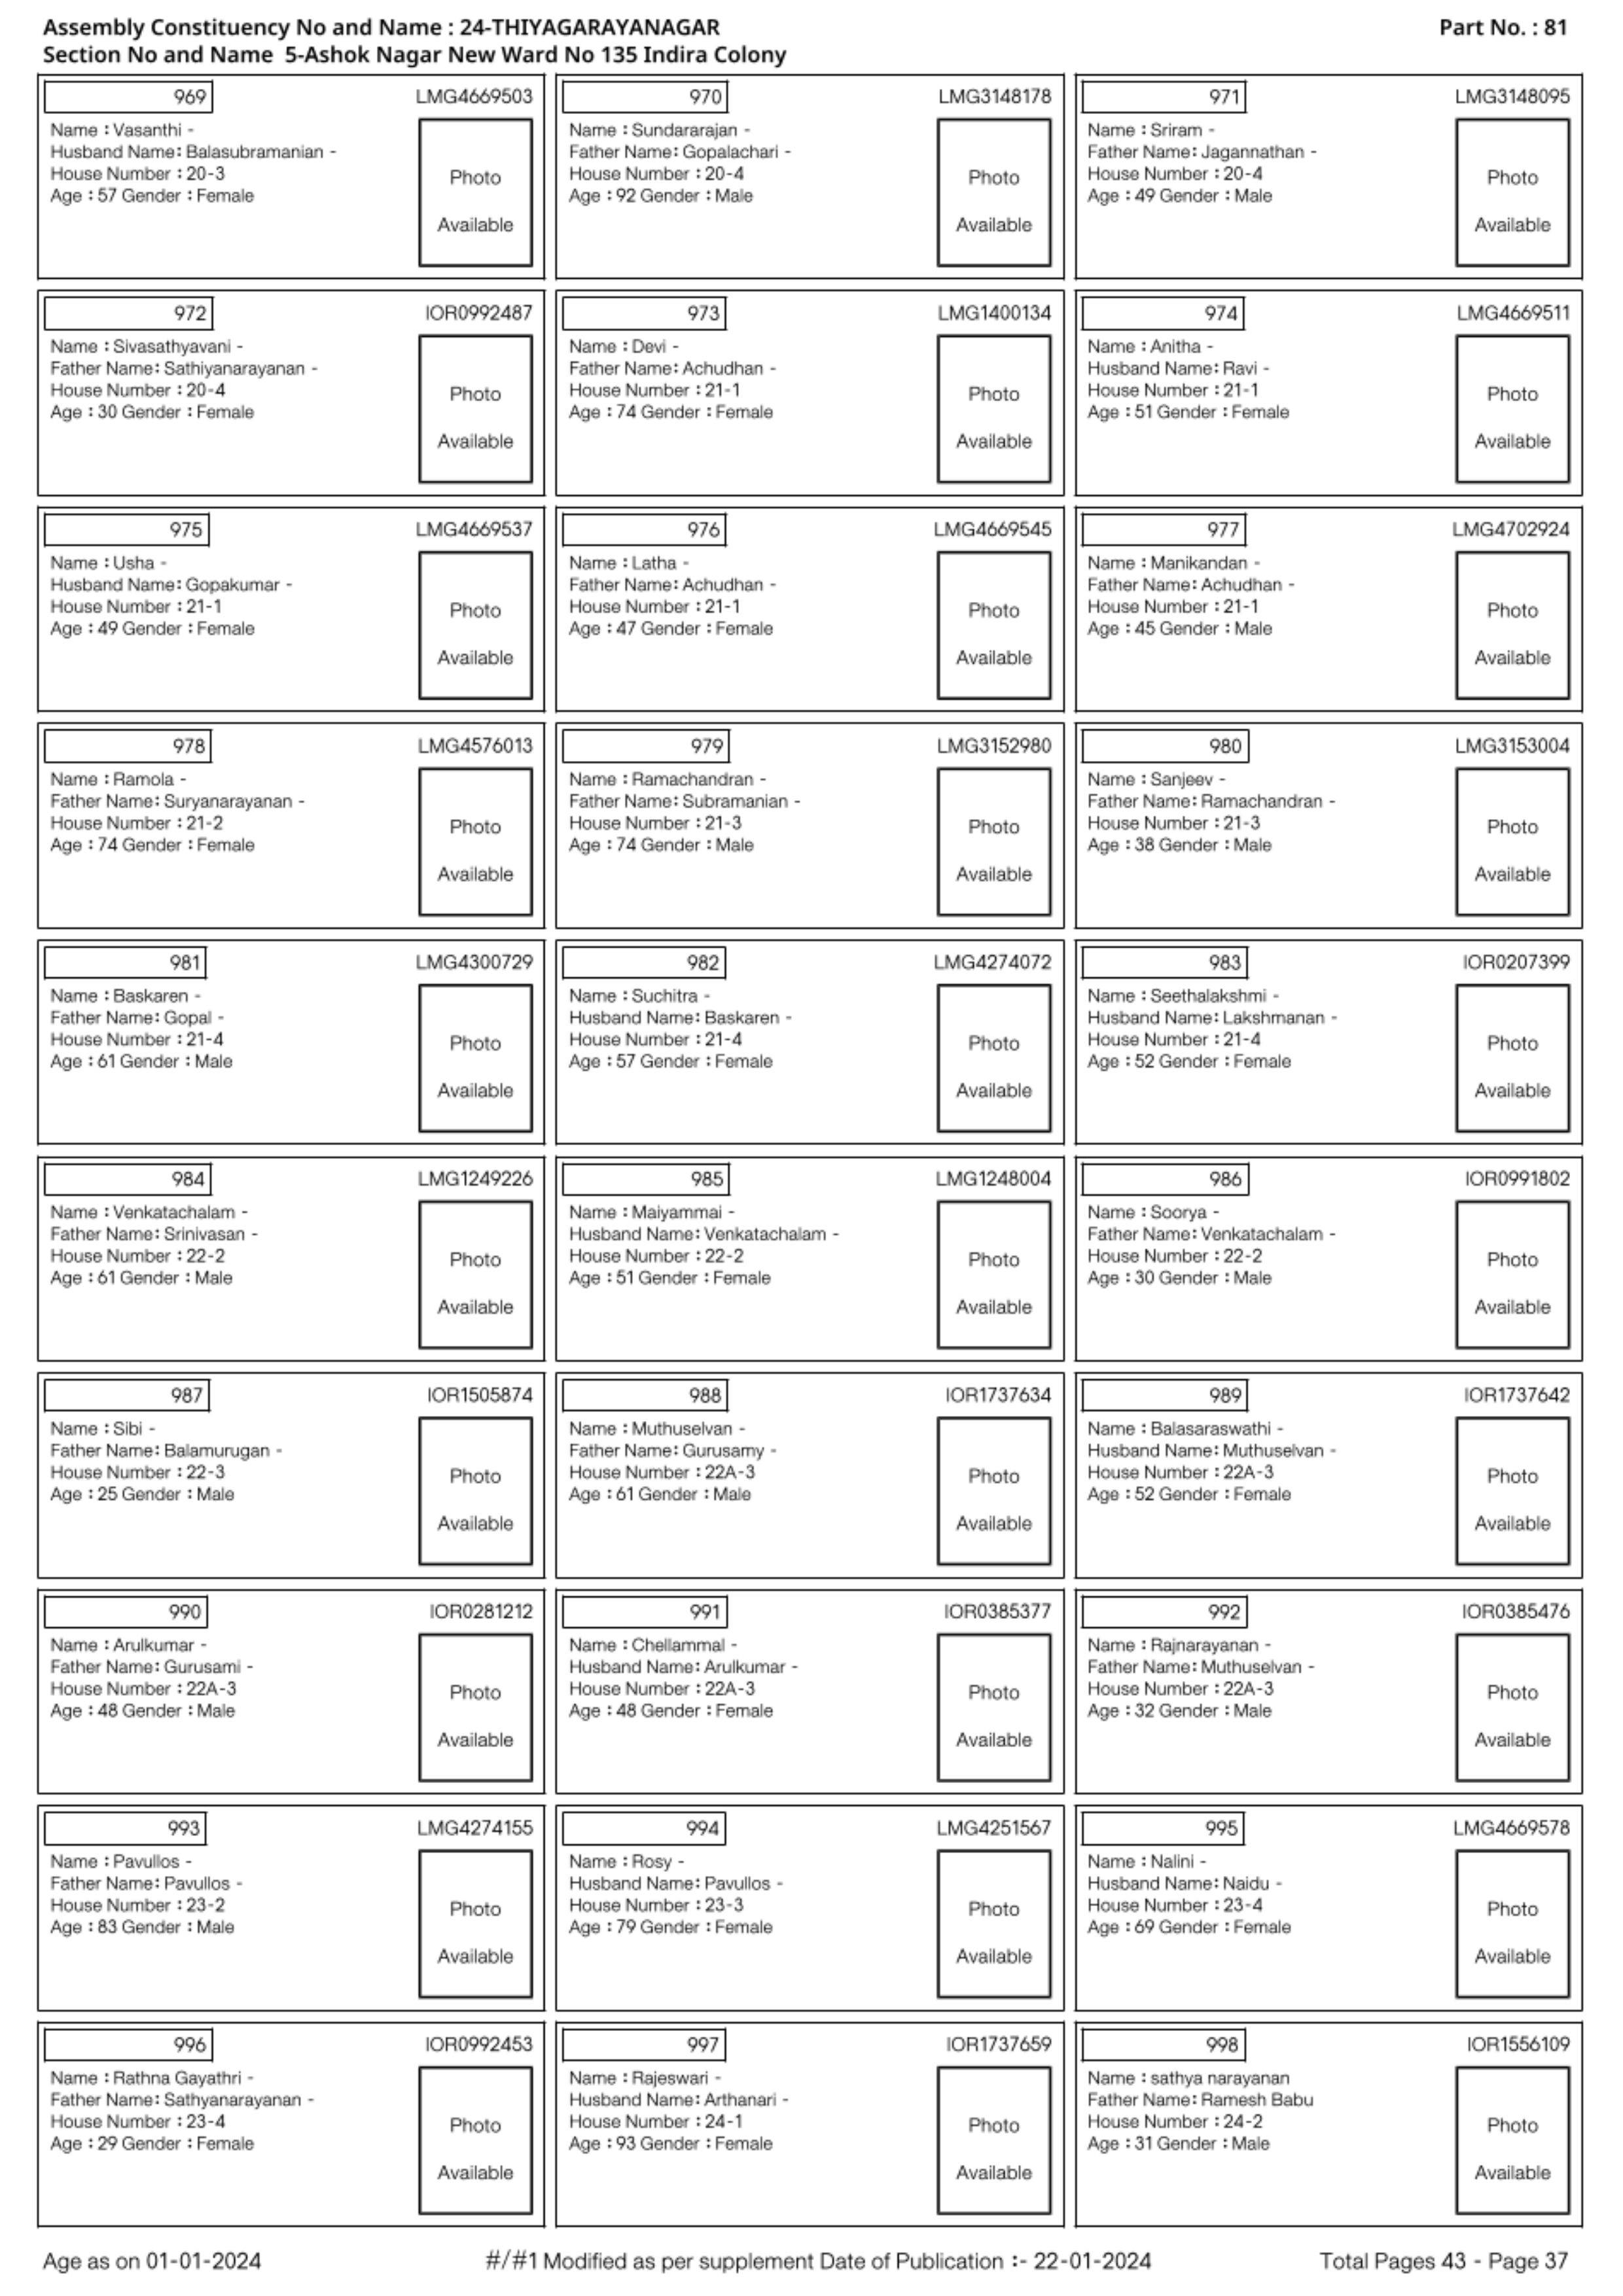 Assembly Constituency No and Name : 24-THIYAGARAYANAGAR Part No. : 81
Section No and Name 5-Ashok Nagar New Ward No 135 Indira Colony
969 LMG4669503
Name : Vasanthi -
Husband Name: Balasubramanian -
House Number : 20-3
Age : 57 Gender : Female
Photo
Available
970 LMG3148178
Name : Sundararajan -
Father Name: Gopalachari -
House Number : 20-4
Age : 92 Gender : Male
Photo
Available
971 LMG3148095
Name : Sriram -
Father Name: Jagannathan -
House Number : 20-4
Age : 49 Gender : Male
Photo
Available
972 IOR0992487
Name : Sivasathyavani -
Father Name: Sathiyanarayanan -
House Number : 20-4
Age : 30 Gender : Female
Photo
Available
973 LMG1400134
Name : Devi -
Father Name: Achudhan -
House Number : 21-1
Age : 74 Gender : Female
Photo
Available
974 LMG4669511
Name : Anitha -
Husband Name: Ravi -
House Number : 21-1
Age : 51 Gender : Female
Photo
Available
975 LMG4669537
Name : Usha -
Husband Name: Gopakumar -
House Number : 21-1
Age : 49 Gender : Female
Photo
Available
976 LMG4669545
Name : Latha -
Father Name: Achudhan -
House Number : 21-1
Age : 47 Gender : Female
Photo
Available
977 LMG4702924
Name : Manikandan -
Father Name: Achudhan -
House Number : 21-1
Age : 45 Gender : Male
Photo
Available
978 LMG4576013
Name : Ramola -
Father Name: Suryanarayanan -
House Number : 21-2
Age : 74 Gender : Female
Photo
Available
979 LMG3152980
Name : Ramachandran -
Father Name: Subramanian -
House Number : 21-3
Age : 74 Gender : Male
Photo
Available
980 LMG3153004
Name : Sanjeev -
Father Name: Ramachandran -
House Number : 21-3
Age : 38 Gender : Male
Photo
Available
981 LMG4300729
Name : Baskaren -
Father Name: Gopal -
House Number : 21-4
Age : 61 Gender : Male
Photo
Available
982 LMG4274072
Name : Suchitra -
Husband Name: Baskaren -
House Number : 21-4
Age : 57 Gender : Female
Photo
Available
983 IOR0207399
Name : Seethalakshmi -
Husband Name: Lakshmanan -
House Number : 21-4
Age : 52 Gender : Female
Photo
Available
984 LMG1249226
Name : Venkatachalam -
Father Name: Srinivasan -
House Number : 22-2
Age : 61 Gender : Male
Photo
Available
985 LMG1248004
Name : Maiyammai -
Husband Name: Venkatachalam -
House Number : 22-2
Age : 51 Gender : Female
Photo
Available
986 IOR0991802
Name : Soorya -
Father Name: Venkatachalam -
House Number : 22-2
Age : 30 Gender : Male
Photo
Available
987 IOR1505874
Name : Sibi -
Father Name: Balamurugan -
House Number : 22-3
Age : 25 Gender : Male
Photo
Available
988 IOR1737634
Name : Muthuselvan -
Father Name: Gurusamy -
House Number : 22A-3
Age : 61 Gender : Male
Photo
Available
989 IOR1737642
Name : Balasaraswathi -
Husband Name: Muthuselvan -
House Number : 22A-3
Age : 52 Gender : Female
Photo
Available
990 IOR0281212
Name : Arulkumar -
Father Name: Gurusami -
House Number : 22A-3
Age : 48 Gender : Male
Photo
Available
991 IOR0385377
Name : Chellammal -
Husband Name: Arulkumar -
House Number : 22A-3
Age : 48 Gender : Female
Photo
Available
992 IOR0385476
Name : Rajnarayanan -
Father Name: Muthuselvan -
House Number : 22A-3
Age : 32 Gender : Male
Photo
Available
993 LMG4274155
Name : Pavullos -
Father Name: Pavullos -
House Number : 23-2
Age : 83 Gender : Male
Photo
Available
994 LMG4251567
Name : Rosy -
Husband Name: Pavullos -
House Number : 23-3
Age : 79 Gender : Female
Photo
Available
995 LMG4669578
Name : Nalini -
Husband Name: Naidu -
House Number : 23-4
Age : 69 Gender : Female
Photo
Available
996 IOR0992453
Name : Rathna Gayathri -
Father Name: Sathyanarayanan -
House Number : 23-4
Age : 29 Gender : Female
Photo
Available
997 IOR1737659
Name : Rajeswari -
Husband Name: Arthanari -
House Number : 24-1
Age : 93 Gender : Female
Photo
Available
998 IOR1556109
Name : sathya narayanan
Father Name: Ramesh Babu
House Number : 24-2
Age : 31 Gender : Male
Photo
Available
Age as on 01-01-2024 #/#1 Modified as per supplement Date of Publication :- 22-01-2024 Total Pages 43 - Page 37